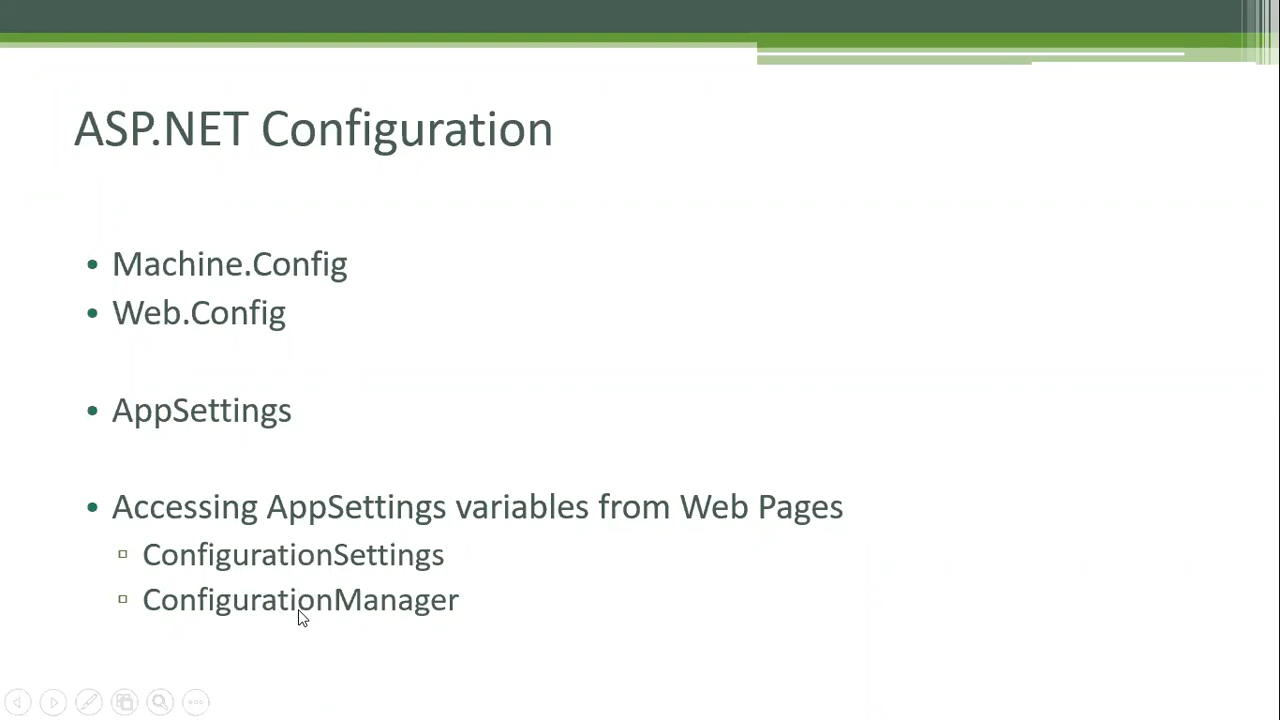 ASP.NET Configuration
• Machine.Config
• Web.Config
• AppSettings
• Accessing AppSettings variables from Web Pages
▫ ConfigurationSettings
▫ ConfigurationManager